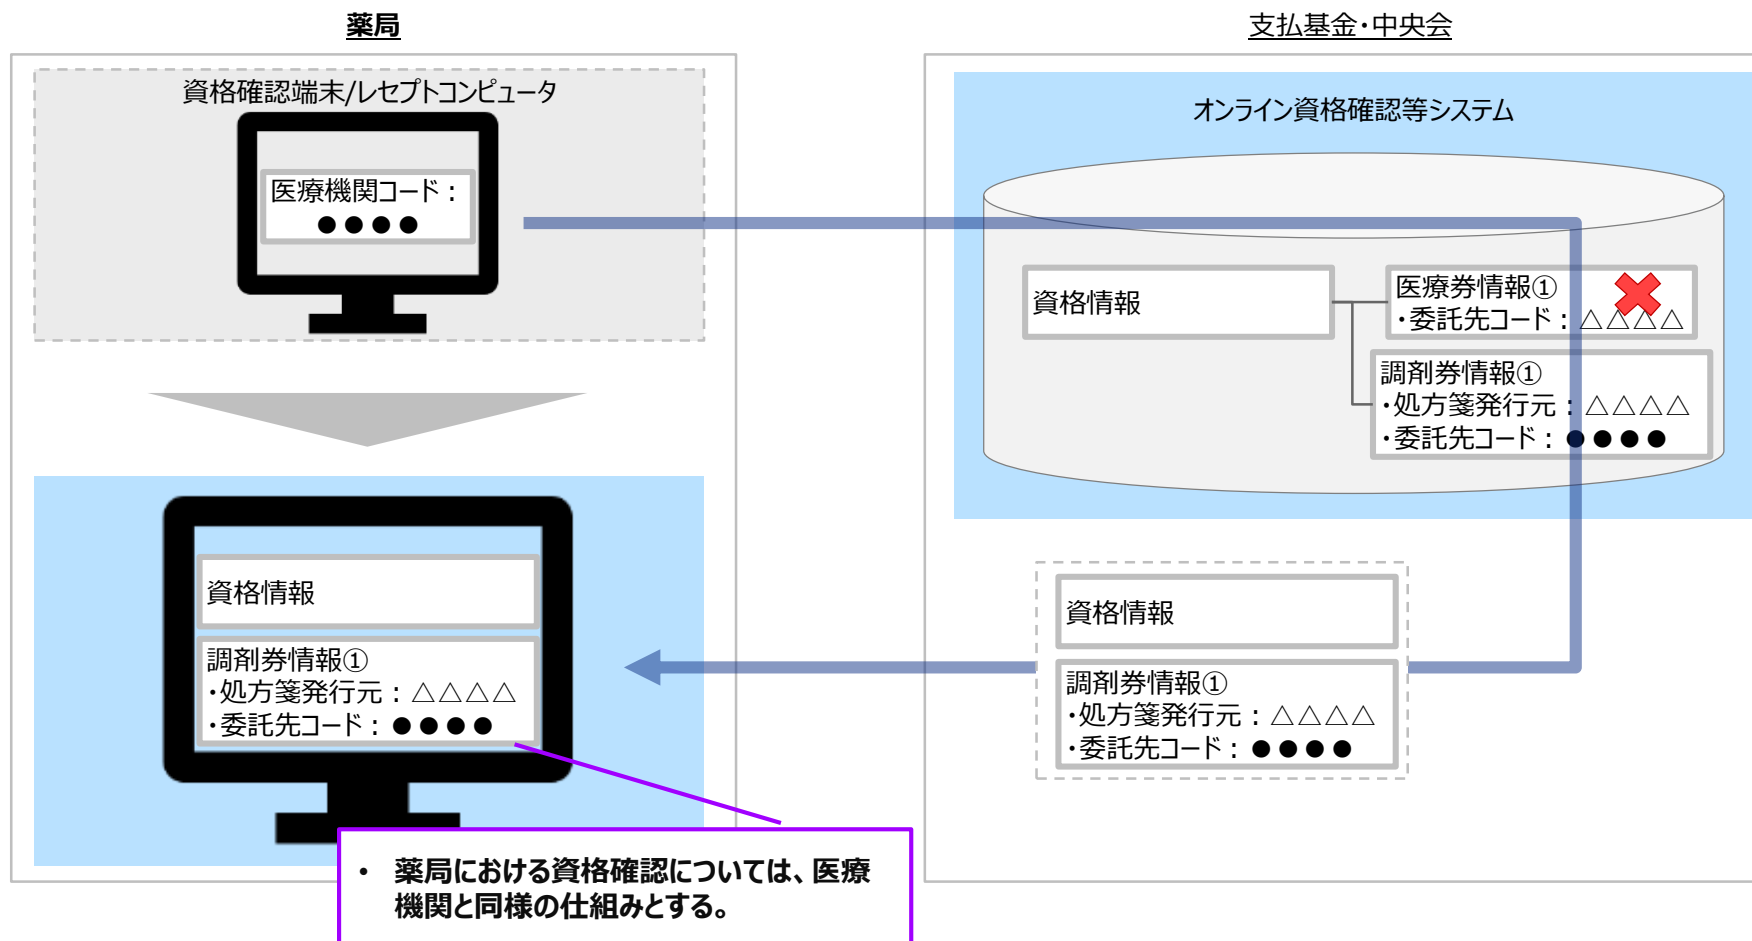 薬局
資格確認端末/レセプトコンピュータ
医療機関コード：
●●●●
資格情報
調剤券情報①
・処方箋発行元：△△△△
・委託先コード：●●●●
• 薬局における資格確認については、医療
機関と同様の仕組みとする。
支払基金・中央会
オンライン資格確認等システム
資格情報
医療券情報①
・委託先コード：△△△△
調剤券情報①
・処方箋発行元：△△△△
・委託先コード：●●●●
資格情報
調剤券情報①
・処方箋発行元：△△△△
・委託先コード：●●●●